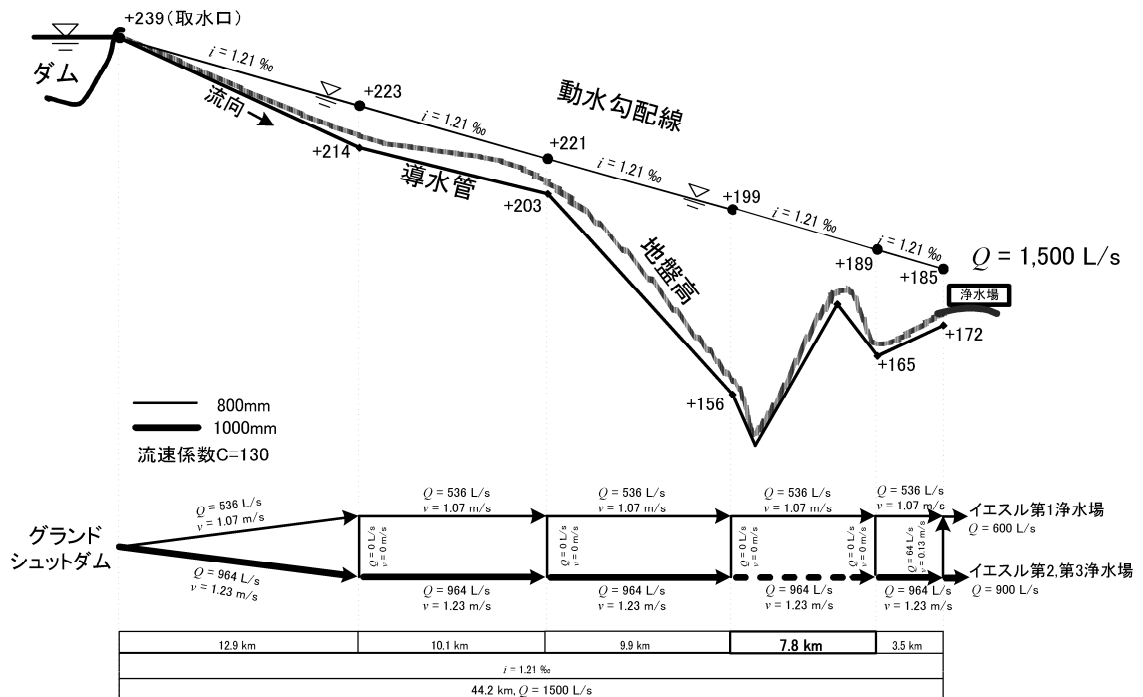 +239(取水口)
ダム
流向
i = 1.21 ‰
+223
+214
i = 1.21 ‰
動水勾配線
+221
導水管
+203
i = 1.21 ‰
+199
地盤高
+156
i = 1.21 ‰
+189
i = 1.21 ‰
+185
Q = 1,500 L/s
浄水場
+172
+165
800mm
1000mm
流速係数C-130
グランド
シュットダム
Q = 536 L/s
v = 1.07 m/s
Q = 964 L/s
v = 1.23 m/s
Q = 536 L/s
v = 1.07 m/s
Q = 536 L/s
v = 1.07 m/s
Q = 536 L/s
v = 1.07 m/s
Q = 536 L/s
v = 1.07 m/s
Q = 0 L/s
v = 0 m/s
Q = 0 L/s
v = 0 m/s
Q = 0 L/s
v = 0 m/s
Q = 0 L/s
v = 0 m/s
Q = 64 L/s
v = 0.13 m/s
Q = 964 L/s
v = 1.23 m/s
Q = 964 L/s
v = 1.23 m/s
Q = 964 L/s
v = 1.23 m/s
Q = 964 L/s
v = 1.23 m/s
イエスル第1浄水場
Q = 600 L/s
イエスル第2,第3浄水場
Q = 900 L/s
12.9 km
10.1 km
9.9 km
7.8 km
3.5 km
i = 1.21 ‰
44.2 km, Q = 1500 L/s